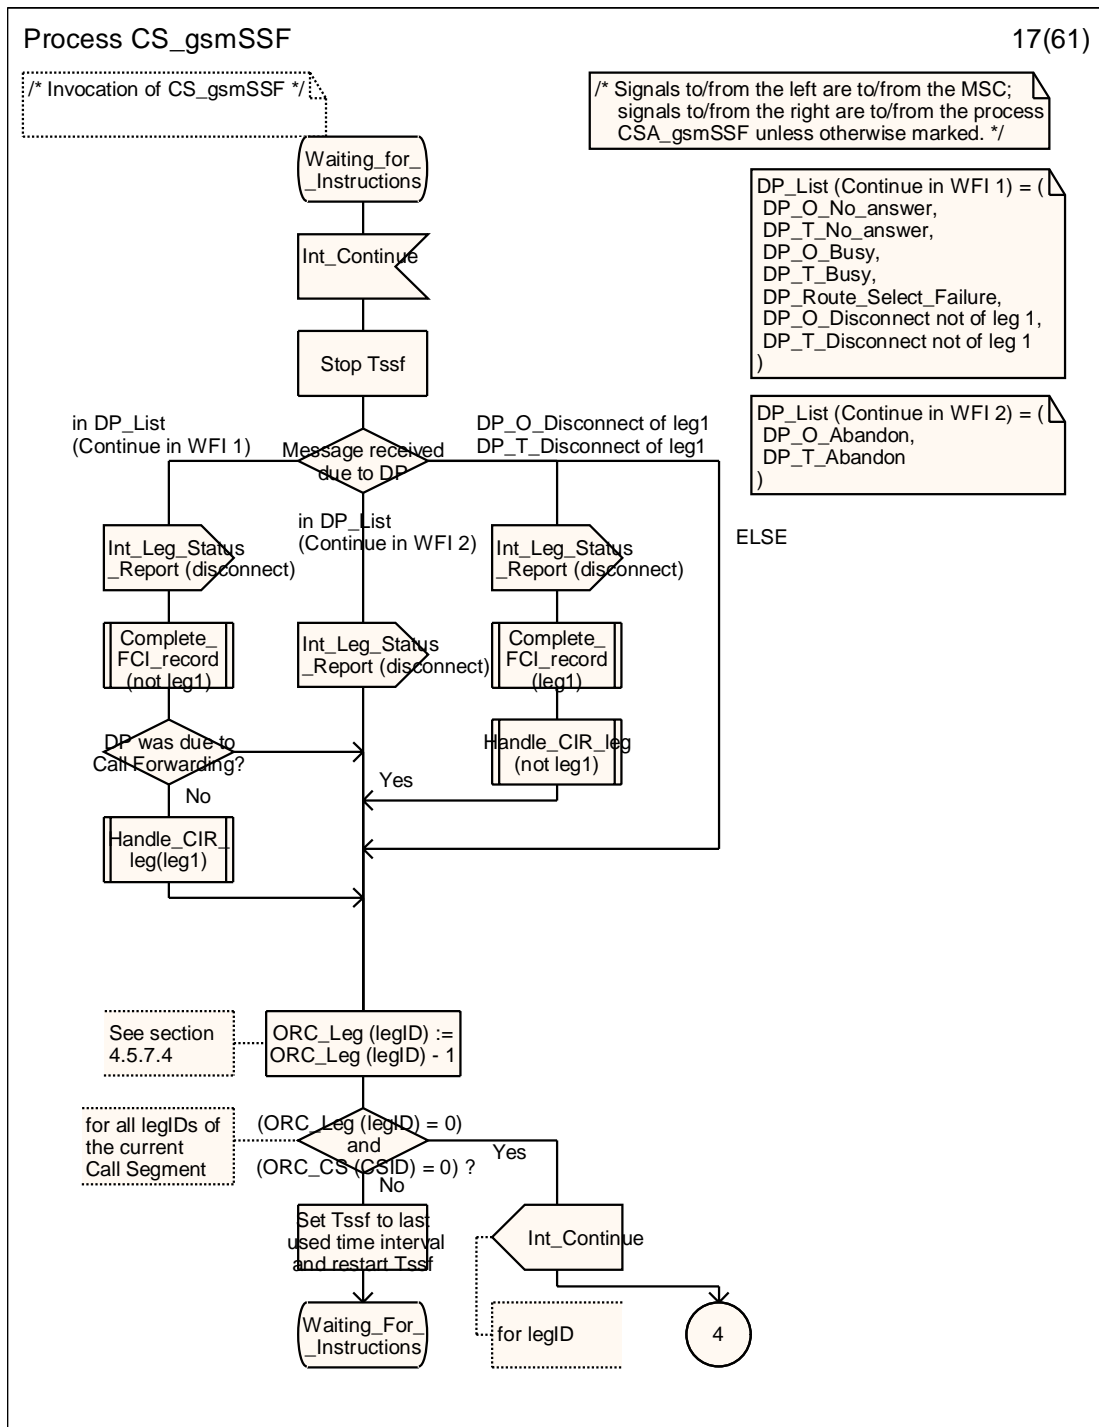 Process CS_gsmSSF
17(61)
/* Invocation of CS_gsmSSF */
/* Signals to/from the left are to/from the MSC;
signals to/from the right are to/from the process
CSA_gsmSSF unless otherwise marked. */
Waiting_for_
_Instructions
DP_List (Continue in WFI 1) = (
DP_O_No_answer,
DP_T_No_answer,
DP_O_Busy,
DP_T_Busy,
DP_Route_Select_Failure,
DP_O_Disconnect not of leg 1,
DP_T_Disconnect not of leg 1
)
Int_Continue
Stop Tssf
DP_List (Continue in WFI 2) = (
DP_O_Abandon,
DP_T_Abandon
)
in DP_List
(Continue in WFI 1)
Message received
due to DP
DP_O_Disconnect of leg1
DP_T_Disconnect of leg1
in DP_List
(Continue in WFI 2)
ELSE
Int_Leg_Status
_Report (disconnect)
Int_Leg_Status
_Report (disconnect)
Complete_
FCI_record
(not leg1)
Int_Leg_Status
_Report (disconnect)
Complete_
FCI_record
(leg1)
DP was due to
Call Forwarding?
Handle_CIR_leg
(not leg1)
Yes
No
Handle_CIR_
leg(leg1)
See section
4.5.7.4
ORC_Leg (legID) :=
ORC_Leg (legID) - 1
for all legIDs of
the current
Call Segment
(ORC_Leg (legID) = 0)
and
(ORC_CS (CSID) = 0) ?
Yes
No
Set Tssf to last
used time interval
and restart Tssf
Int_Continue
Waiting_For_
_Instructions
for legID
4